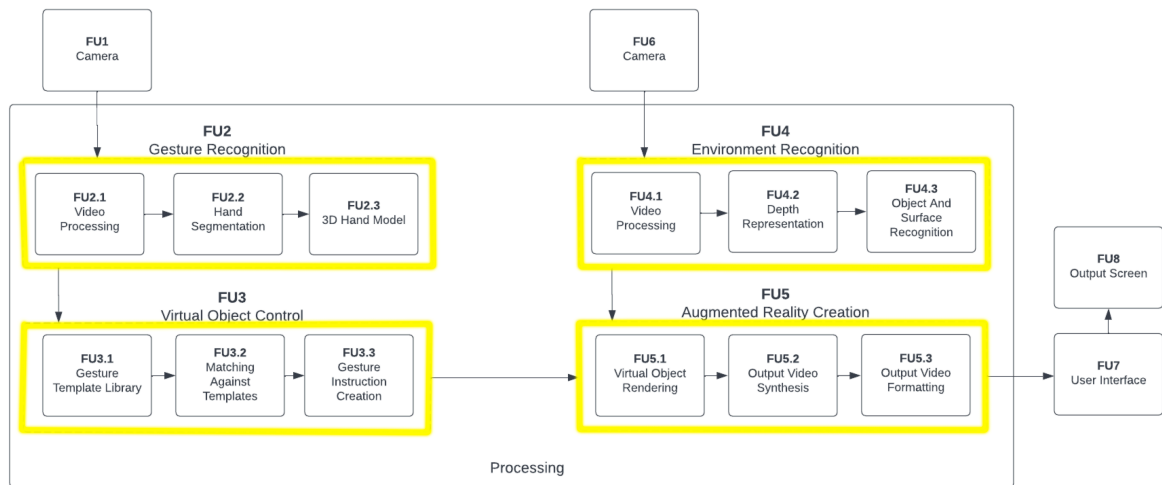 FU1
Camera
FU6
Camera
FU2
Gesture Recognition
FU4
Environment Recognition
FU2.1
Video
Processing
FU2.2
Hand
Segmentation
FU2.3
3D Hand Model
FU4.1
Video
Processing
FU4.2
Depth
Representation
FU4.3
Object And
Surface
Recognition
FU3
Virtual Object Control
FU5
Augmented Reality Creation
FU8
Output Screen
FU3.1
Gesture
Template Library
FU3.2
Matching
Against
Templates
FU3.3
Gesture
Instruction
Creation
FU5.1
Virtual Object
Rendering
FU5.2
Output Video
Synthesis
FU5.3
Output Video
Formatting
FU7
User Interface
Processing